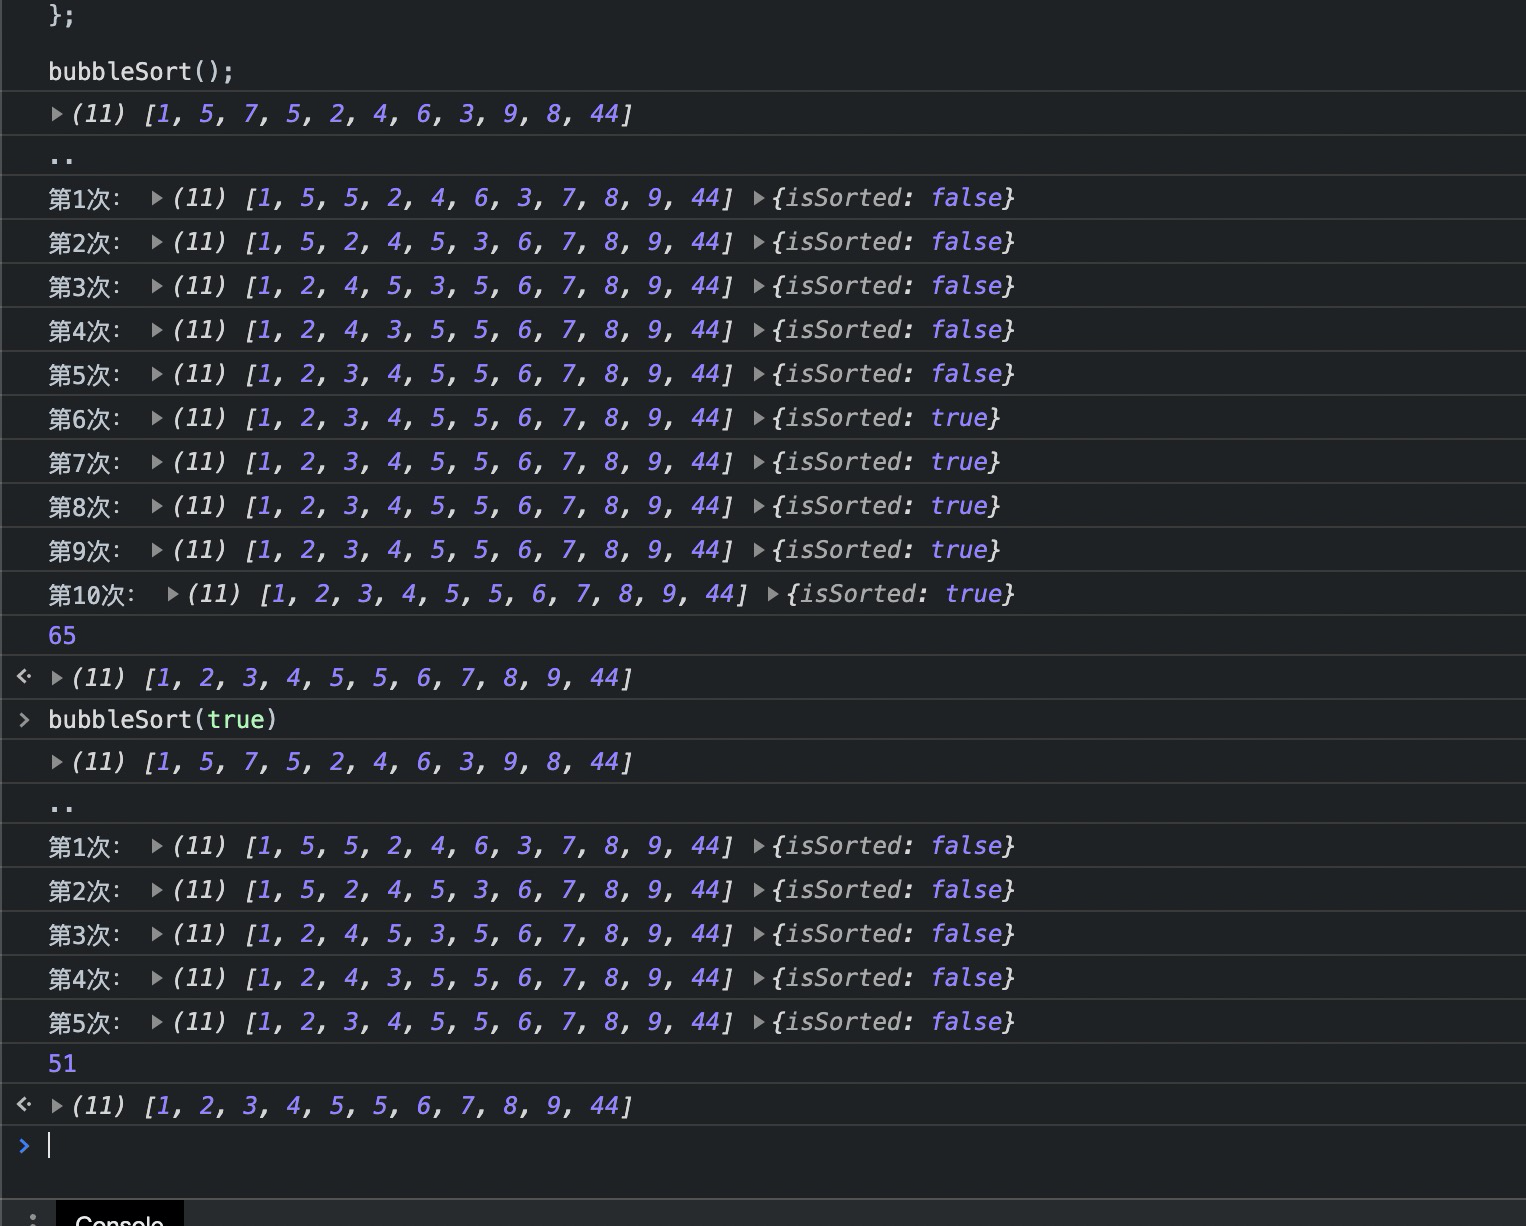 };
bubbleSort();
(11) [1, 5, 7, 5, 2, 4, 6, 3, 9, 8, 44]
..
第1次: (11) [1, 5, 5, 2, 4, 6, 3, 7, 8, 9, 44] {isSorted: false}
第2次: (11) [1, 5, 2, 4, 5, 3, 6, 7, 8, 9, 44] {isSorted: false}
第3次: (11) [1, 2, 4, 5, 3, 5, 6, 7, 8, 9, 44] {isSorted: false}
第4次: (11) [1, 2, 4, 3, 5, 5, 6, 7, 8, 9, 44] {isSorted: false}
第5次: (11) [1, 2, 3, 4, 5, 5, 6, 7, 8, 9, 44] {isSorted: false}
第6次: (11) [1, 2, 3, 4, 5, 5, 6, 7, 8, 9, 44] {isSorted: true}
第7次: (11) [1, 2, 3, 4, 5, 5, 6, 7, 8, 9, 44] {isSorted: true}
第8次: (11) [1, 2, 3, 4, 5, 5, 6, 7, 8, 9, 44] {isSorted: true}
第9次: (11) [1, 2, 3, 4, 5, 5, 6, 7, 8, 9, 44] {isSorted: true}
第10次: (11) [1, 2, 3, 4, 5, 5, 6, 7, 8, 9, 44] {isSorted: true}
65
(11) [1, 2, 3, 4, 5, 5, 6, 7, 8, 9, 44]
bubbleSort(true)
(11) [1, 5, 7, 5, 2, 4, 6, 3, 9, 8, 44]
..
第1次: (11) [1, 5, 5, 2, 4, 6, 3, 7, 8, 9, 44] {isSorted: false}
第2次: (11) [1, 5, 2, 4, 5, 3, 6, 7, 8, 9, 44] {isSorted: false}
第3次: (11) [1, 2, 4, 5, 3, 5, 6, 7, 8, 9, 44] {isSorted: false}
第4次: (11) [1, 2, 4, 3, 5, 5, 6, 7, 8, 9, 44] {isSorted: false}
第5次: (11) [1, 2, 3, 4, 5, 5, 6, 7, 8, 9, 44] {isSorted: false}
51
(11) [1, 2, 3, 4, 5, 5, 6, 7, 8, 9, 44]
Console